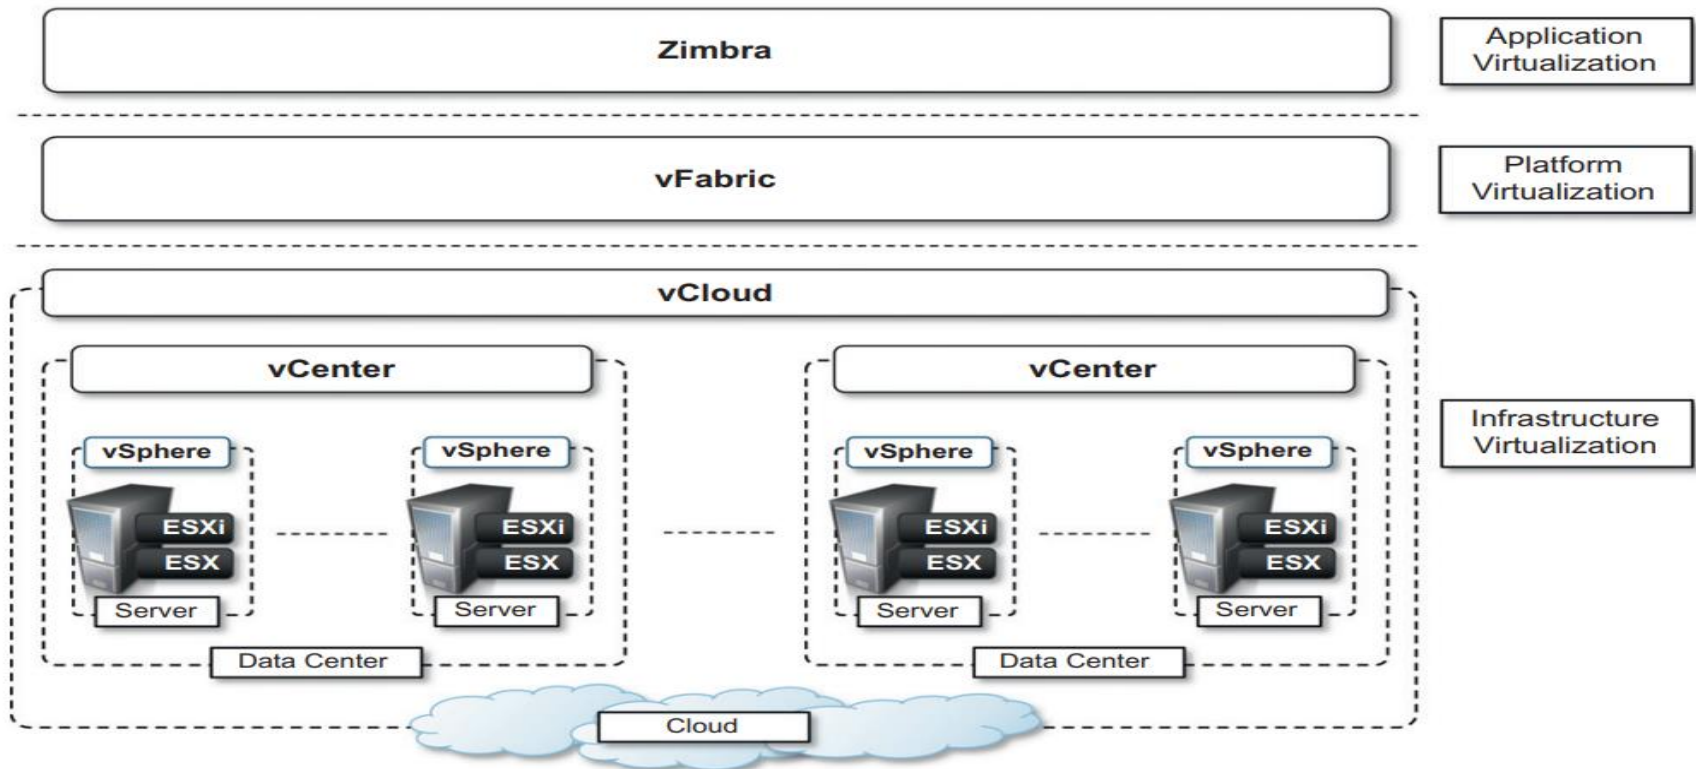 Zimbra
Application
Virtualization
vFabric
Platform
Virtualization
vCloud
vCenter
vCenter
Infrastructure
Virtualization
vSphere
vSphere
vSphere
vSphere
ESXi
ESXi
ESXi
ESXi
ESX
ESX
ESX
ESX
Server
Server
Server
Server
Data Center
Data Center
Cloud